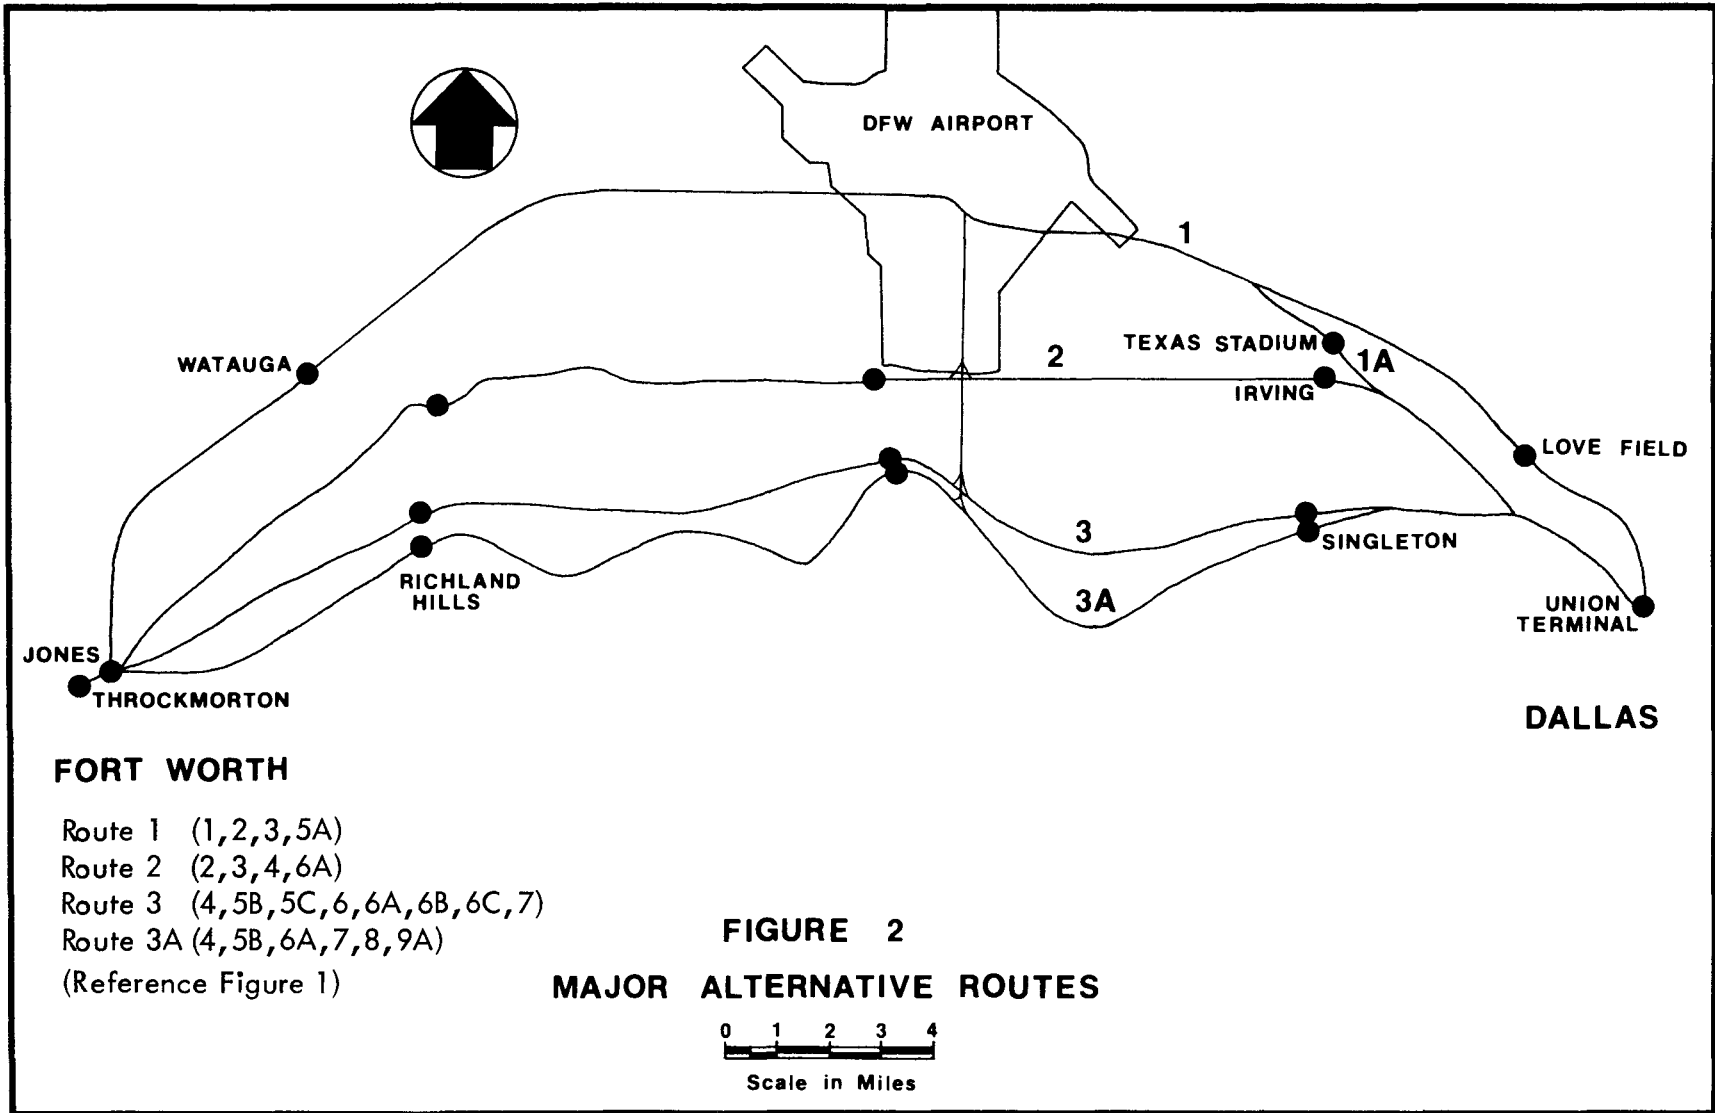 DFW AIRPORT
1
TEXAS STADIUM
1A
WATAUGA
2
IRVING
LOVE FIELD
3
SINGLETON
RICHLAND
HILLS
3A
UNION
TERMINAL
JONES
THROCKMORTON
DALLAS
FORT WORTH
Route 1 (1,2,3,5A)
Route 2 (2,3,4,6A)
Route 3 (4,5B,5C,6,6A,6B,6C,7)
Route 3A (4,5B,6A,7,8,9A)
(Reference Figure 1)
FIGURE 2
MAJOR ALTERNATIVE ROUTES
0 1 2 3 4
Scale in Miles